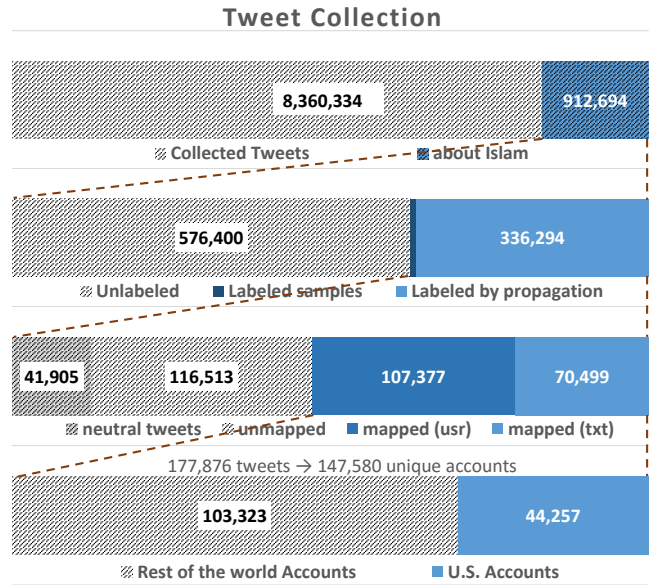 Tweet Collection
8,360,334 912,694
Collected Tweets about Islam
576,400 336,294
Unlabeled Labeled samples Labeled by propagation
41,905 116,513 107,377 70,499
neutral tweets unmapped mapped (usr) mapped (txt)
177,876 tweets → 147,580 unique accounts
103,323 44,257
Rest of the world Accounts U.S. Accounts